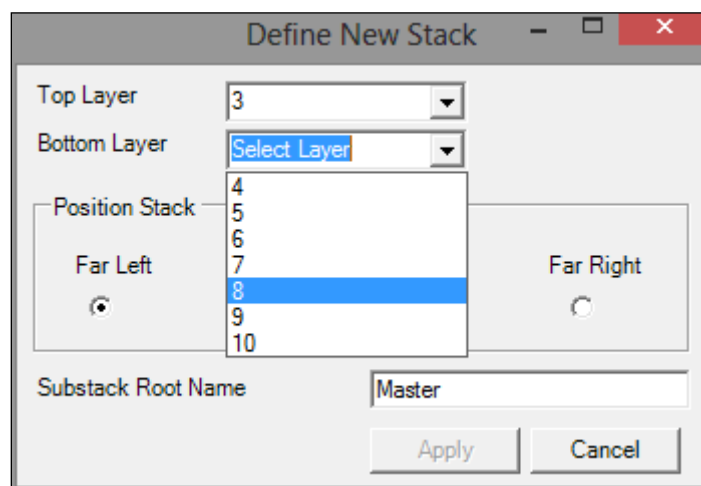 Define New Stack
Top Layer 3
Bottom Layer Select Layer
4
Position Stack 5
6
Far Left 7 Far Right
8
9
10
Substack Root Name Master
Apply Cancel